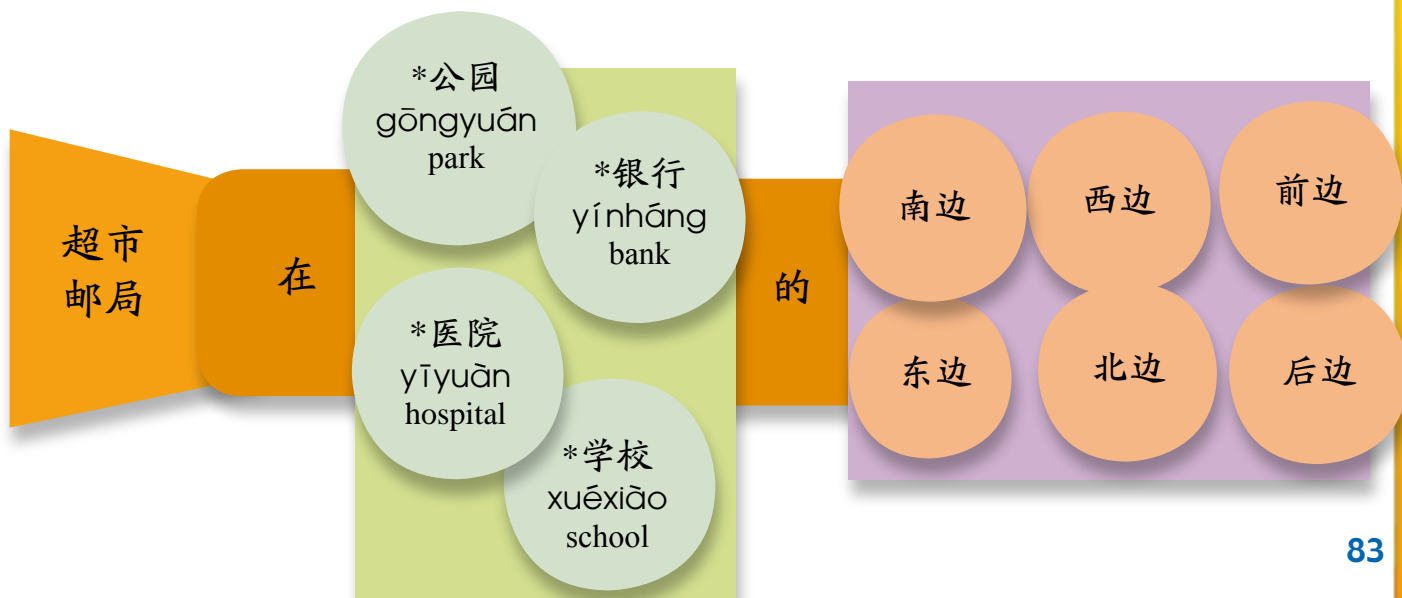 超市
邮局
在
*公园
gōngyuán
park
*银行
yínháng
bank
*医院
yīyuàn
hospital
*学校
xuéxiào
school
的
南边
西边
前边
东边
北边
后边
83